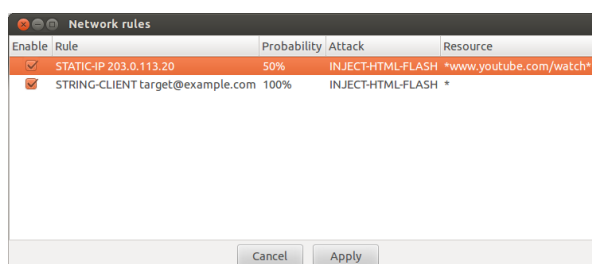 Network rules
Enable Rule Probability Attack Resource
STATIC-IP 203.0.113.20 50% INJECT-HTML-FLASH *www.youtube.com/watch*
STRING-CLIENT target@example.com 100% INJECT-HTML-FLASH *
Cancel Apply